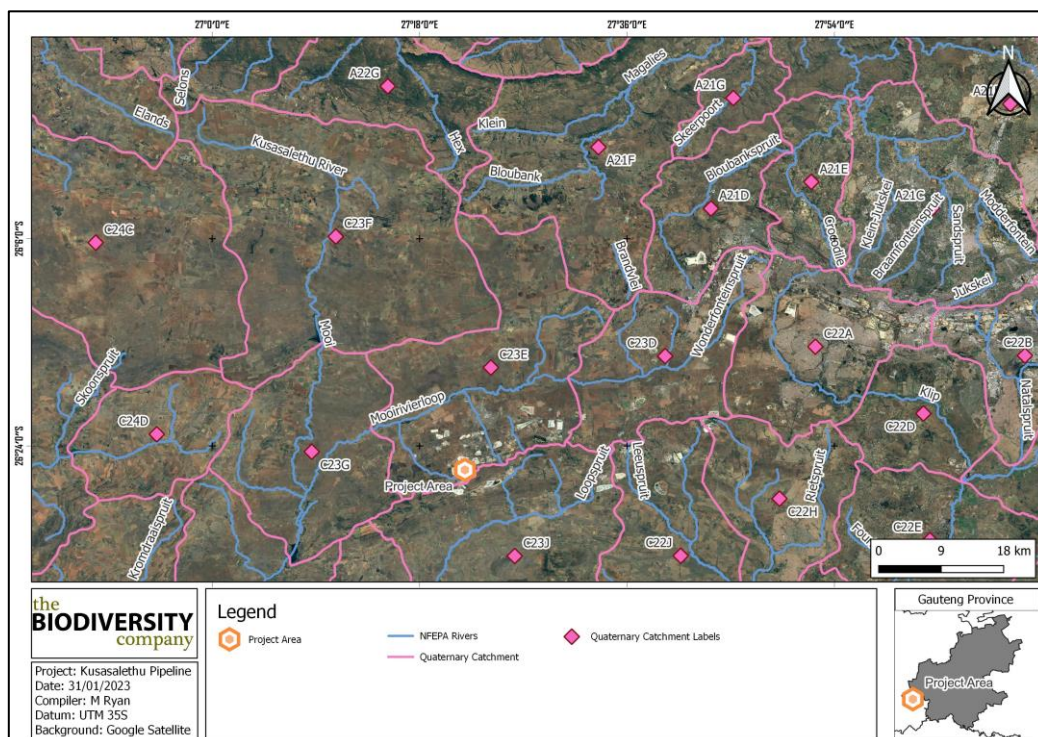 27°0'0"E
27°18'0"E
27°36'0"E
27°54'0"E
26°6'0"S
26°24'0"S
N
Selons
A22G
Magalies
A21G
Elands
Skeerpoort
Kusasalethu River
Hex
Klein
Bloubankspruit
A21F
A21E
Bloubank
A21D
Klein-Jukskei
A21C
Modderfontein
C24C
C23F
Crocodile
Braamfonteinspruit
Sandspruit
Brandvlei
Wonderfonteinspruit
Jukskei
Mooi
C22A
C22B
C23D
C23E
Skoonspruit
Natalspruit
Mooirivierloop
Klip
C22D
C24D
C23G
Project Area
Loopspruit
Leeuspruit
Rietspruit
C22H
Kromdraaispruit
C23J
C22J
C22E
0 9 18 km
the
BIODIVERSITY
company
Project: Kusasalethu Pipeline
Date: 31/01/2023
Compiler: M Ryan
Datum: UTM 35S
Background: Google Satellite
Legend
Project Area
NFEPA Rivers
Quaternary Catchment
Quaternary Catchment Labels
Gauteng Province
Project Area